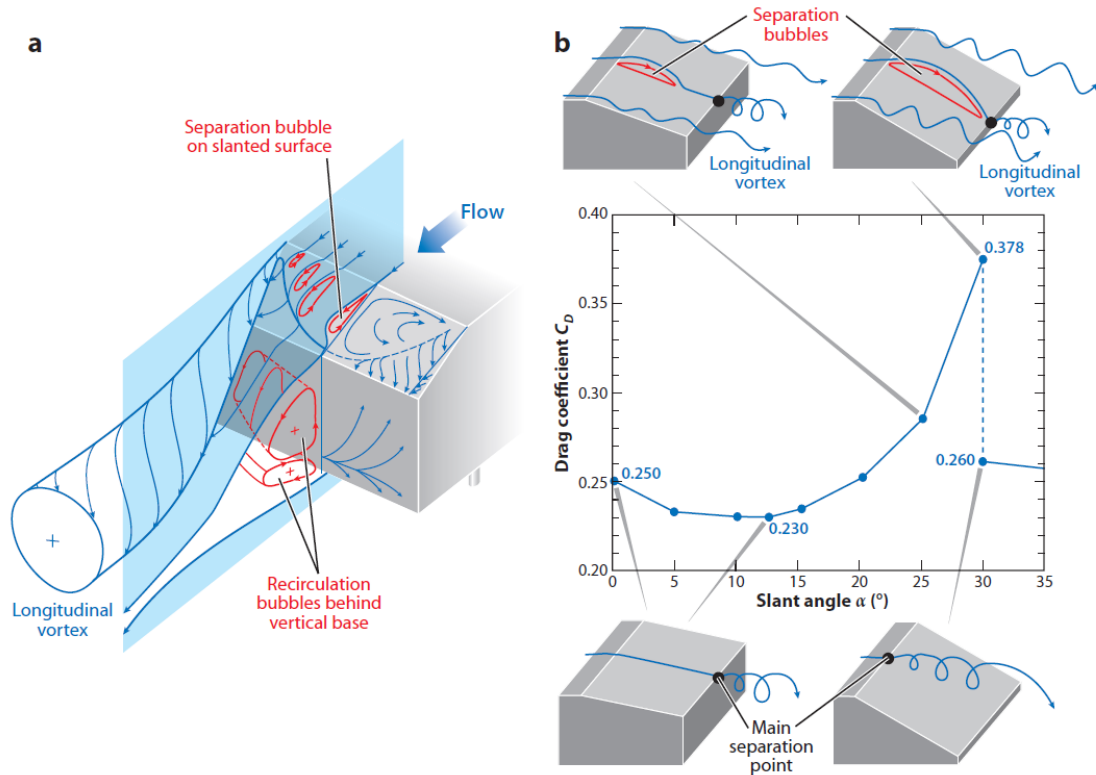 a
Separation bubble
on slanted surface
Flow
Recirculation
bubbles behind
vertical base
Longitudinal
vortex
b
Separation
bubbles
Longitudinal
vortex
Longitudinal
vortex
0.40
0.35
0.30
0.25
0.20
Drag coefficient C_D
0.378
0.260
0.250
0.230
0
5
10
15
20
25
30
35
Slant angle α (°)
Main
separation
point